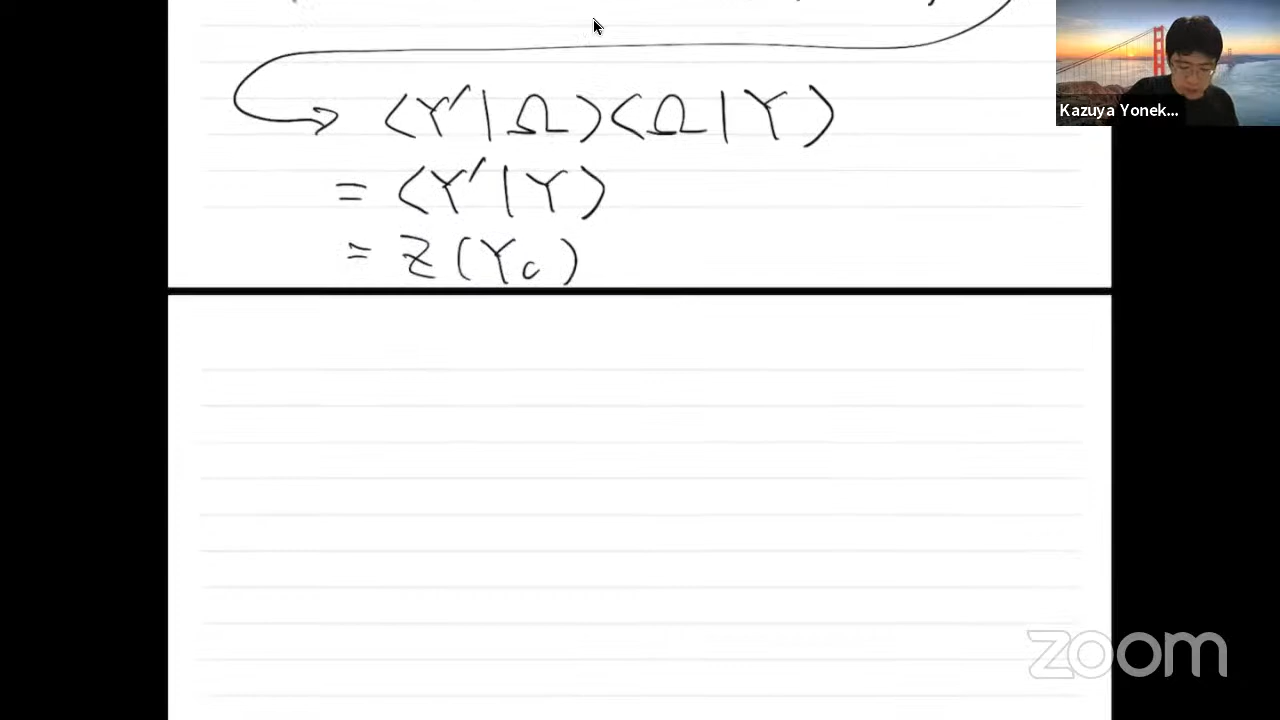 ⟨Y′|Ω⟩⟨Ω|Y⟩
= ⟨Y′|Y⟩
= Z(Y_c)
Kazuya Yonek...
zoom